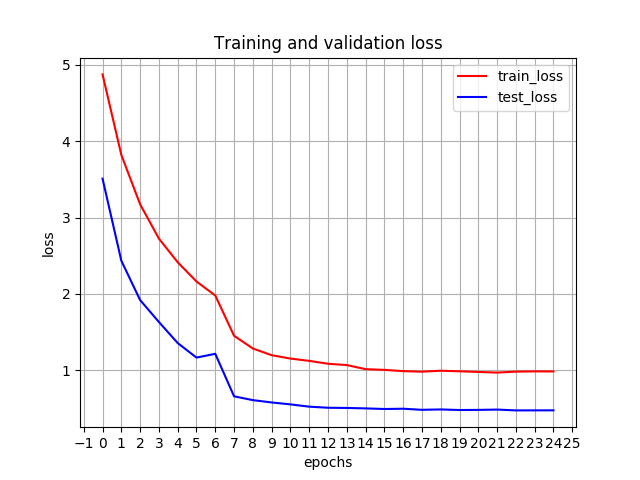 Training and validation loss
train_loss
test_loss
5
4
3
2
1
loss
−1 0 1 2 3 4 5 6 7 8 9 10 11 12 13 14 15 16 17 18 19 20 21 22 23 24 25
epochs